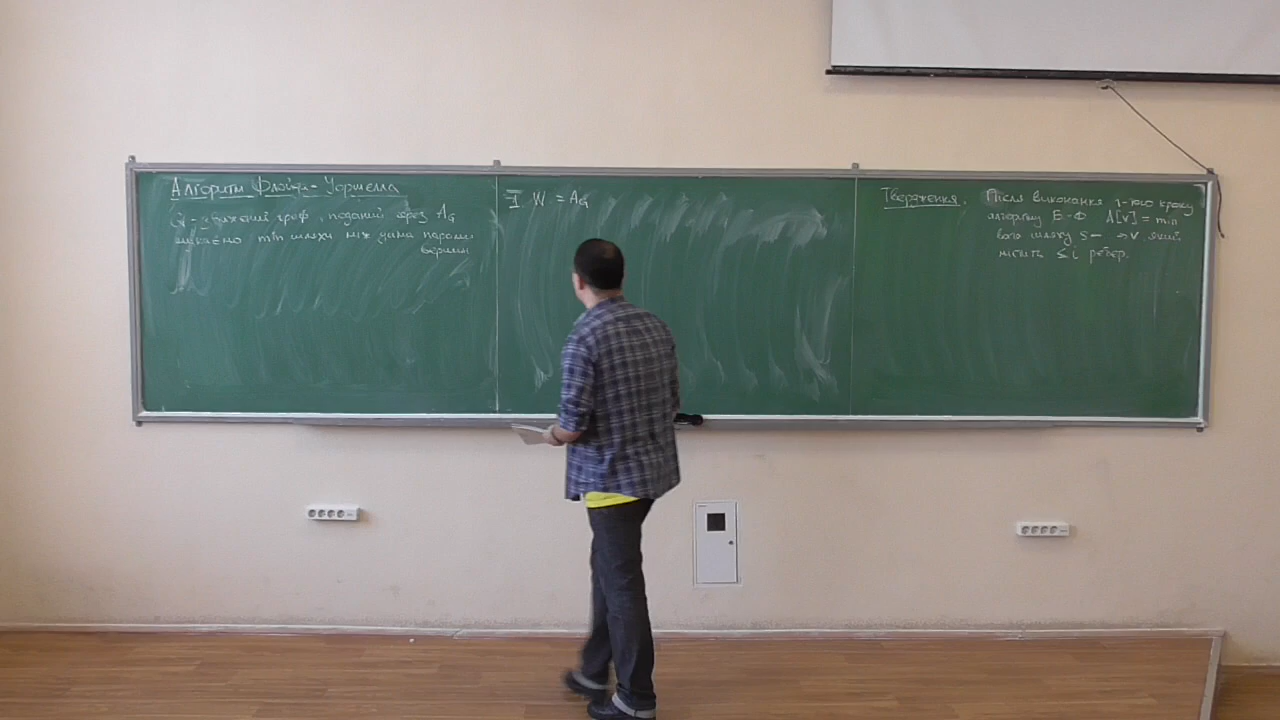 Алгоритм Флойда-Уоршелла
G - зважений граф, поданий через A_G
шукаємо min шляхи між усіма парами
вершин
I. W = A_G
Твердження. Після виконання i-того кроку
алгоритму Б-Ф A[v] = min
вого шляху s → v, який
містить ≤ i ребер.